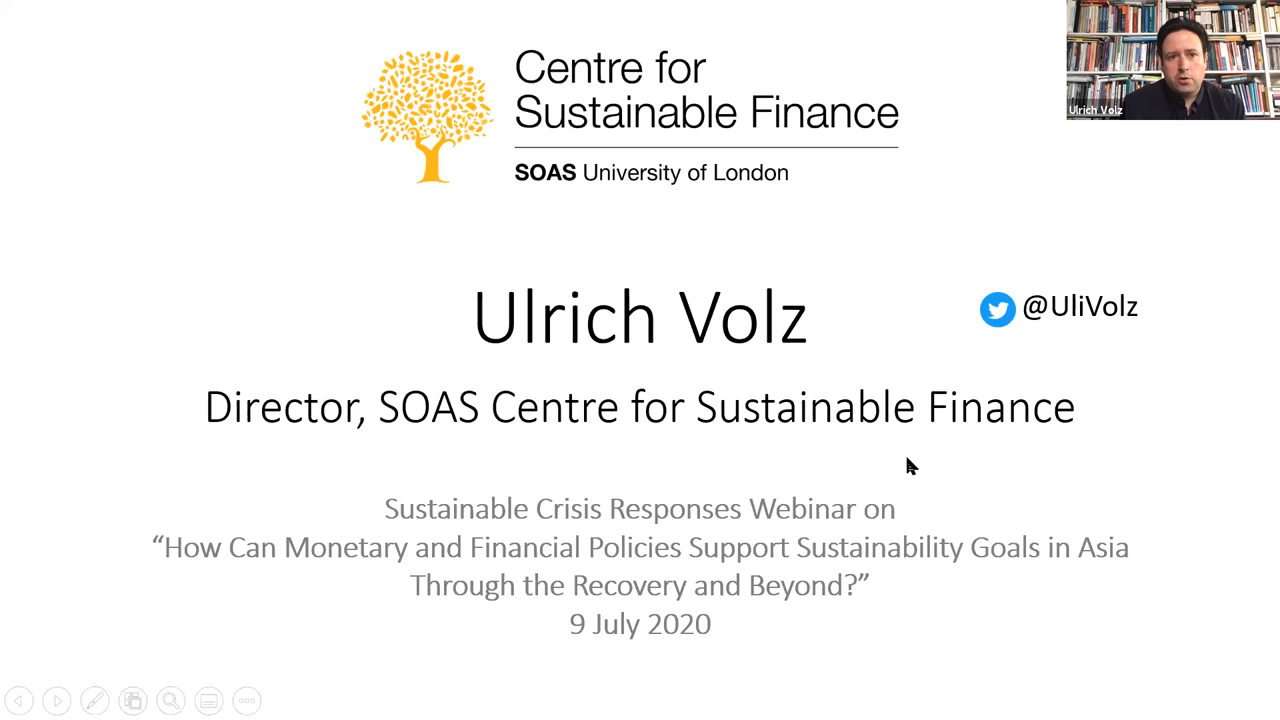 Centre for
Sustainable Finance
SOAS University of London
Ulrich Volz
Ulrich Volz
@UliVolz
Director, SOAS Centre for Sustainable Finance
Sustainable Crisis Responses Webinar on
“How Can Monetary and Financial Policies Support Sustainability Goals in Asia
Through the Recovery and Beyond?”
9 July 2020